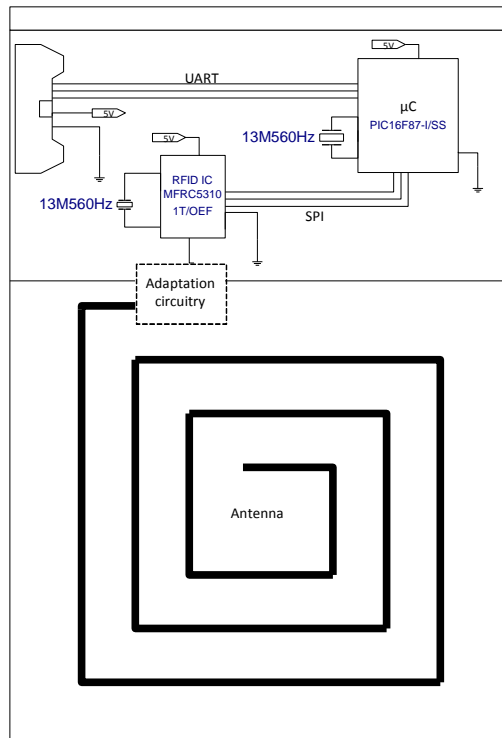 5V
UART
5V
µC
PIC16F87-I/SS
13M560Hz
5V
RFID IC
MFRC5310
1T/OEF
13M560Hz
SPI
Adaptation
circuitry
Antenna